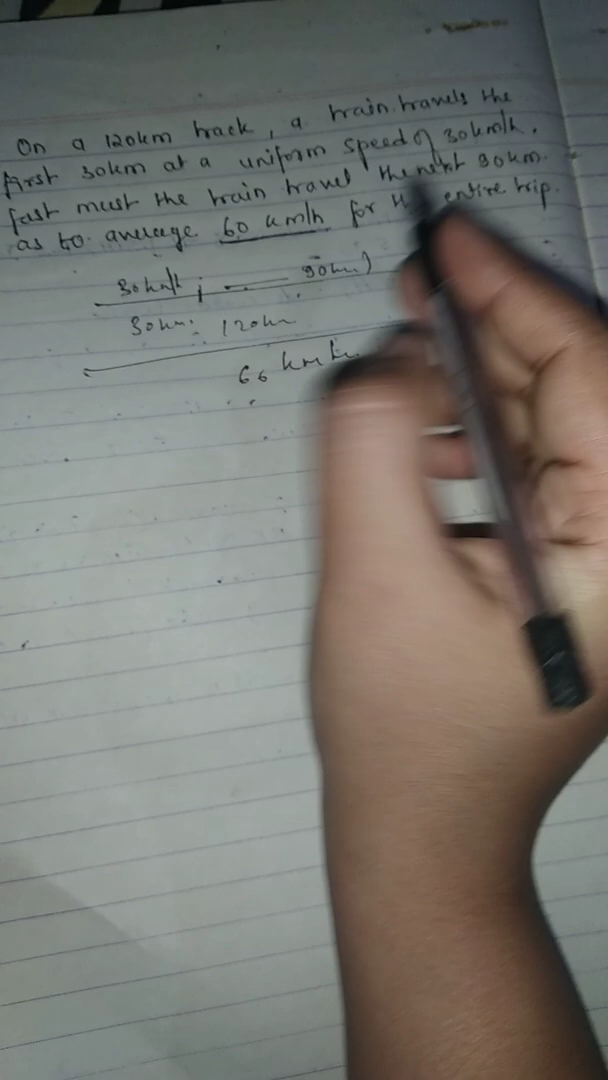 On a 120km track, a train travels the
first 30km at a uniform speed of 30km/h.
fast must the train travel the next 90km.
as to average 60 km/h for the entire trip.
30km/h ; 90km
30km 120km
60 km/h